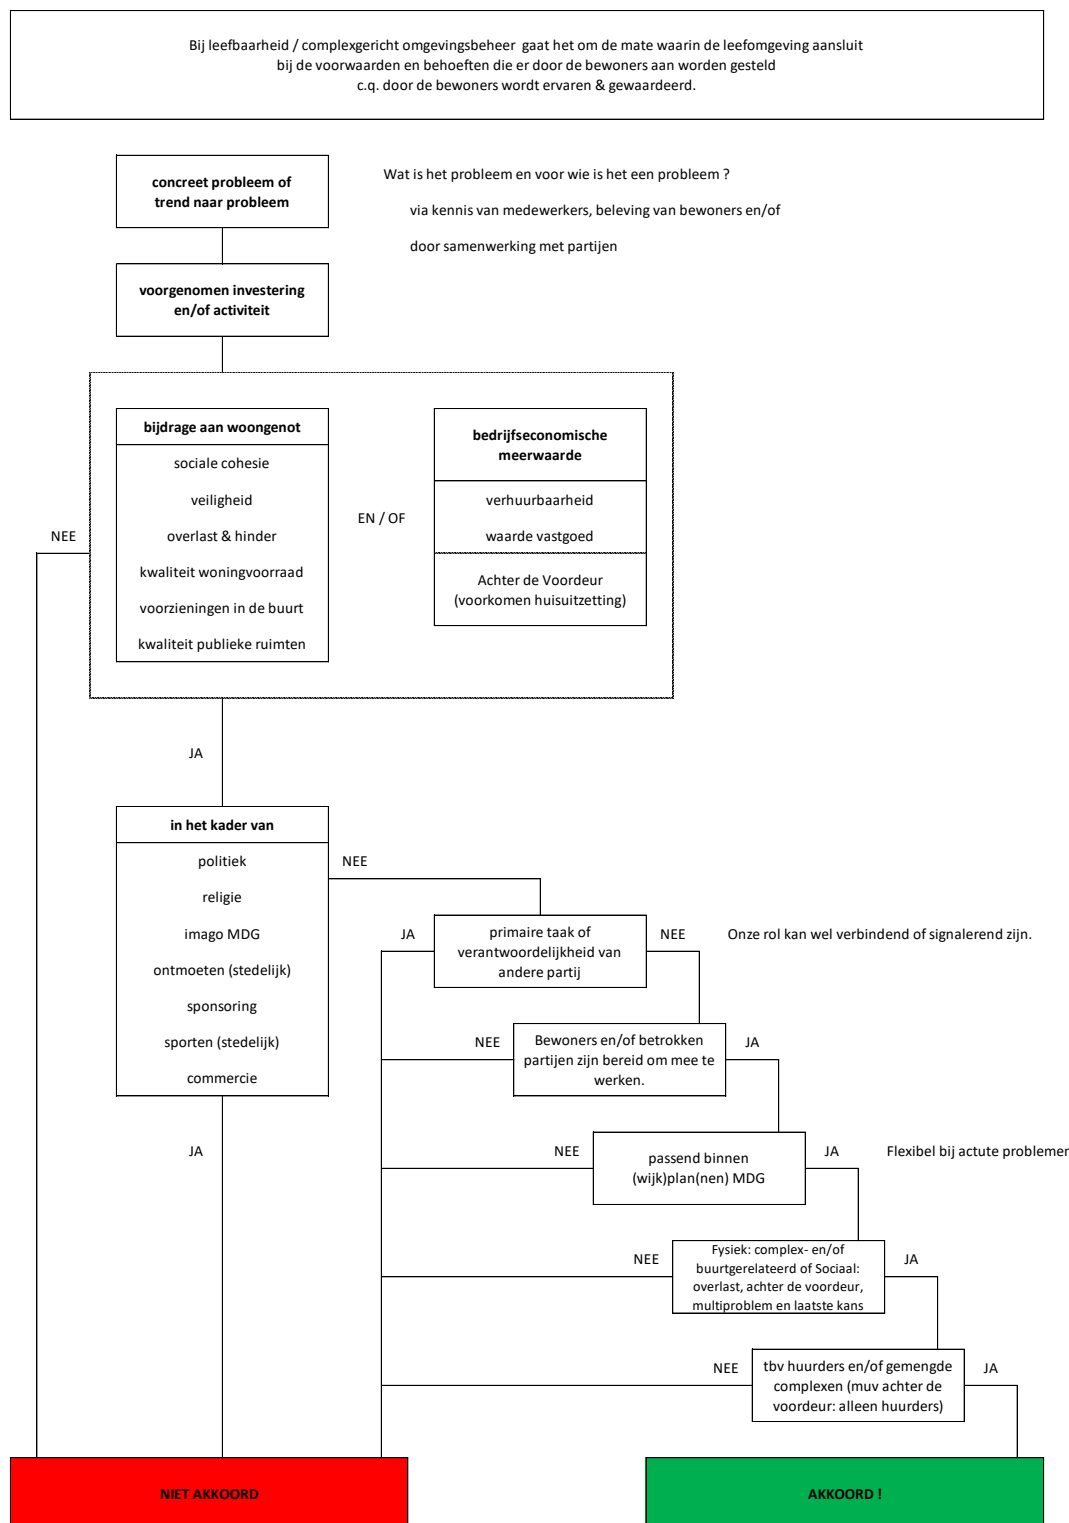 Bij leefbaarheid / complexgericht omgevingsbeheer gaat het om de mate waarin de leefomgeving aansluit
bij de voorwaarden en behoeften die er door de bewoners aan worden gesteld
c.q. door de bewoners wordt ervaren & gewaardeerd.
concreet probleem of
trend naar probleem
Wat is het probleem en voor wie is het een probleem ?
via kennis van medewerkers, beleving van bewoners en/of
door samenwerking met partijen
voorgenomen investering
en/of activiteit
bijdrage aan woongenot
sociale cohesie
veiligheid
overlast & hinder
kwaliteit woningvoorraad
voorzieningen in de buurt
kwaliteit publieke ruimten
EN / OF
bedrijfseconomische
meerwaarde
verhuurbaarheid
waarde vastgoed
Achter de Voordeur
(voorkomen huisuitzetting)
NEE
JA
in het kader van
politiek
religie
imago MDG
ontmoeten (stedelijk)
sponsoring
sporten (stedelijk)
commercie
NEE
JA
JA
primaire taak of
verantwoordelijkheid van
andere partij
NEE
Onze rol kan wel verbindend of signalerend zijn.
NEE
Bewoners en/of betrokken
partijen zijn bereid om mee te
werken.
JA
NEE
passend binnen
(wijk)plan(nen) MDG
JA
Flexibel bij actute problemer
NEE
Fysiek: complex- en/of
buurtgerelateerd of Sociaal:
overlast, achter de voordeur,
multiproblem en laatste kans
JA
NEE
tbv huurders en/of gemengde
complexen (muv achter de
voordeur: alleen huurders)
JA
NIET AKKOORD
AKKOORD !